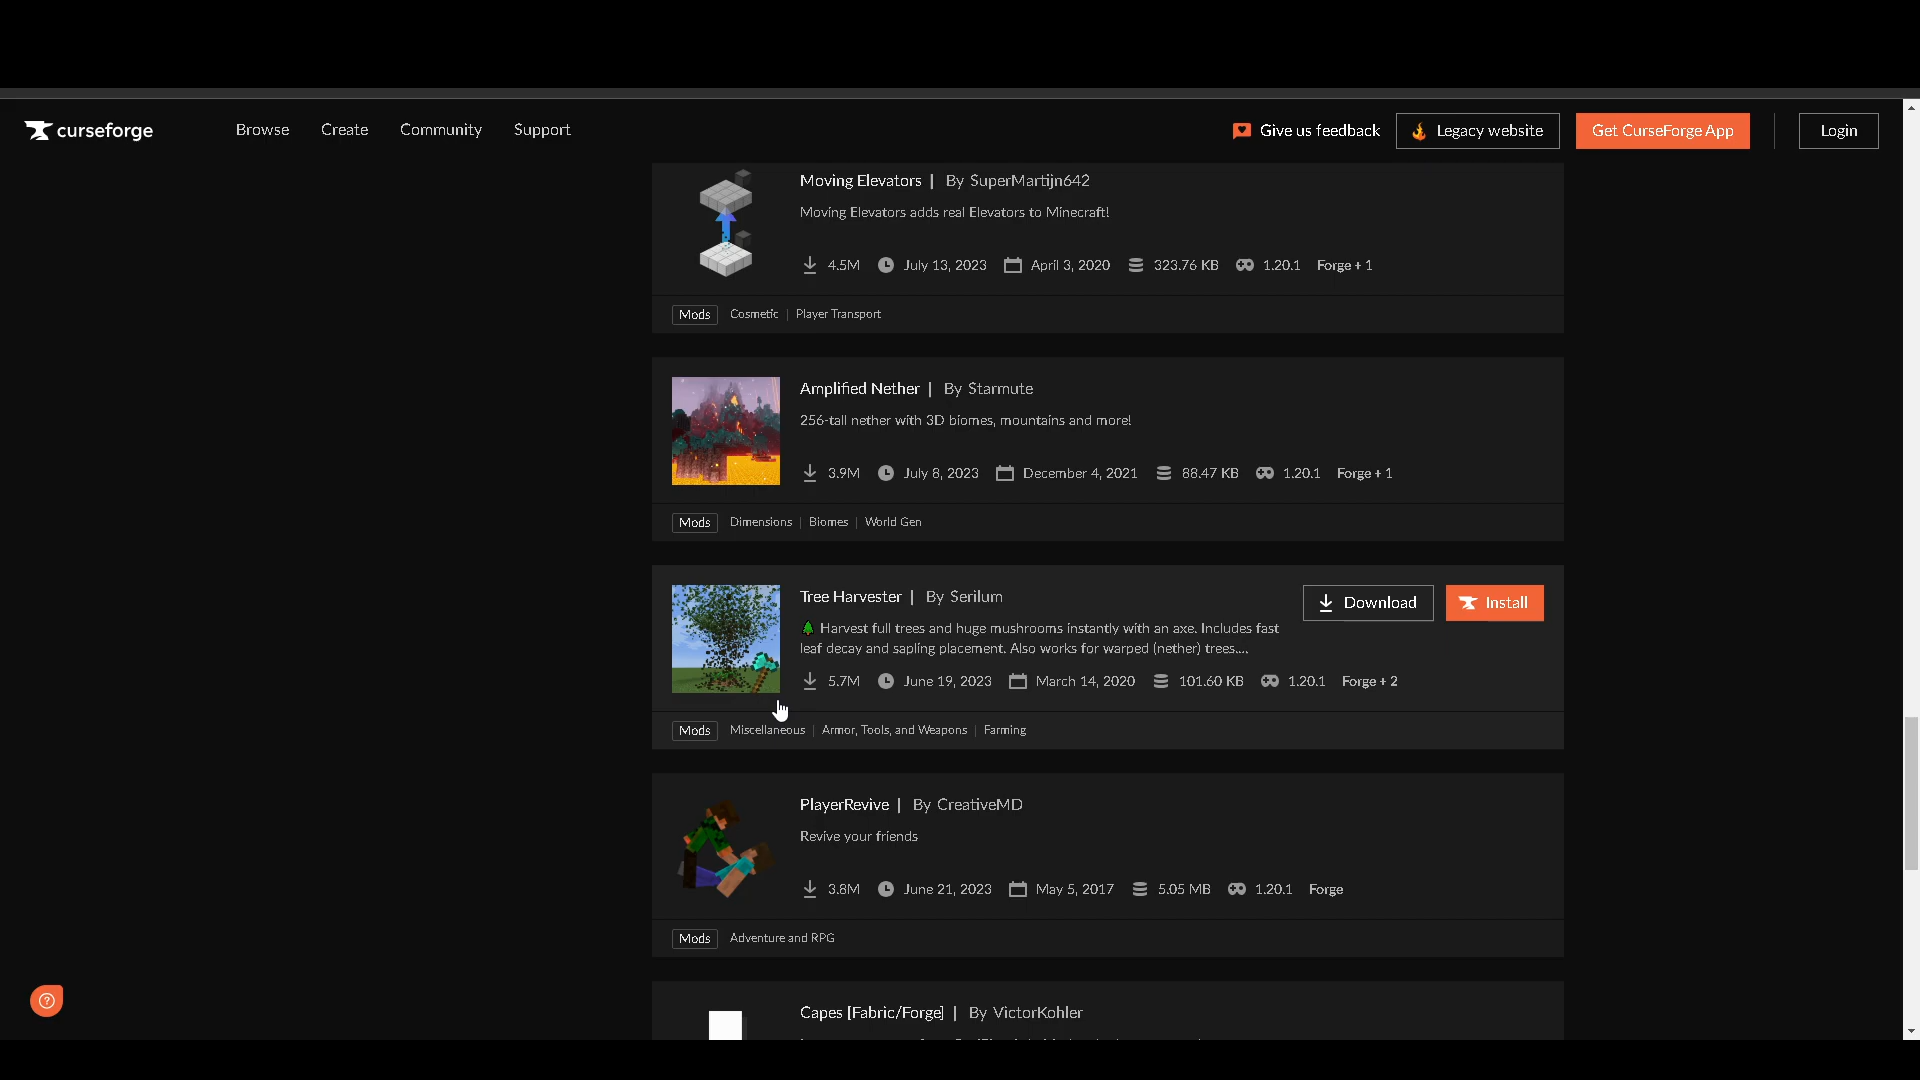 curseforge
Browse Create Community Support
Give us feedback Legacy website Get CurseForge App Login
Moving Elevators | By SuperMartijn642
Moving Elevators adds real Elevators to Minecraft!
4.5M July 13, 2023 April 3, 2020 323.76 KB 1.20.1 Forge + 1
Mods Cosmetic | Player Transport
Amplified Nether | By Starmute
256-tall nether with 3D biomes, mountains and more!
3.9M July 8, 2023 December 4, 2021 88.47 KB 1.20.1 Forge + 1
Mods Dimensions | Biomes | World Gen
Tree Harvester | By Serilum
Download Install
Harvest full trees and huge mushrooms instantly with an axe. Includes fast
leaf decay and sapling placement. Also works for warped (nether) trees....
5.7M June 19, 2023 March 14, 2020 101.60 KB 1.20.1 Forge + 2
Mods Miscellaneous | Armor, Tools, and Weapons | Farming
PlayerRevive | By CreativeMD
Revive your friends
3.8M June 21, 2023 May 5, 2017 5.05 MB 1.20.1 Forge
Mods Adventure and RPG
Capes [Fabric/Forge] | By VictorKohler